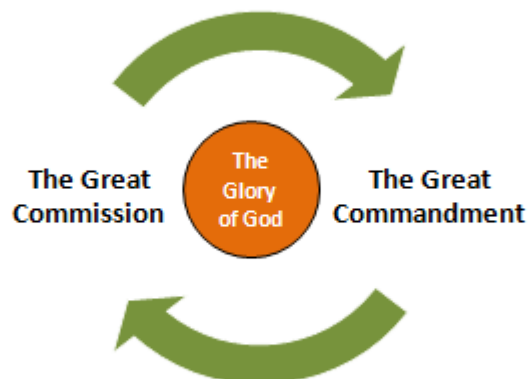 The Great
Commission
The
Glory
of God
The Great
Commandment